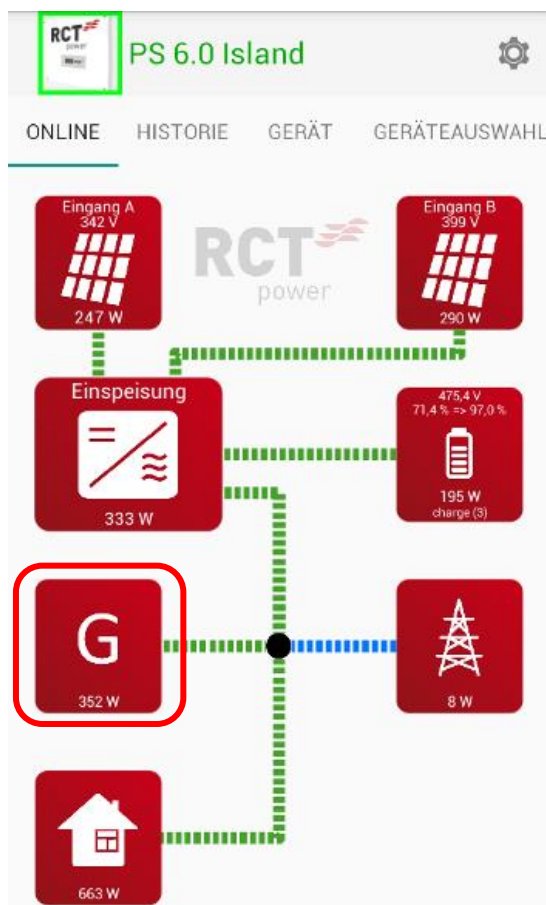 RCT
power
PS 6.0 Island
ONLINE HISTORIE GERÄT GERÄTEAUSWAHL
Eingang A
342 V
247 W
RCT
power
Eingang B
399 V
290 W
Einspeisung
333 W
475,4 V
71,4 % => 97,0 %
195 W
charge (3)
G
352 W
8 W
663 W